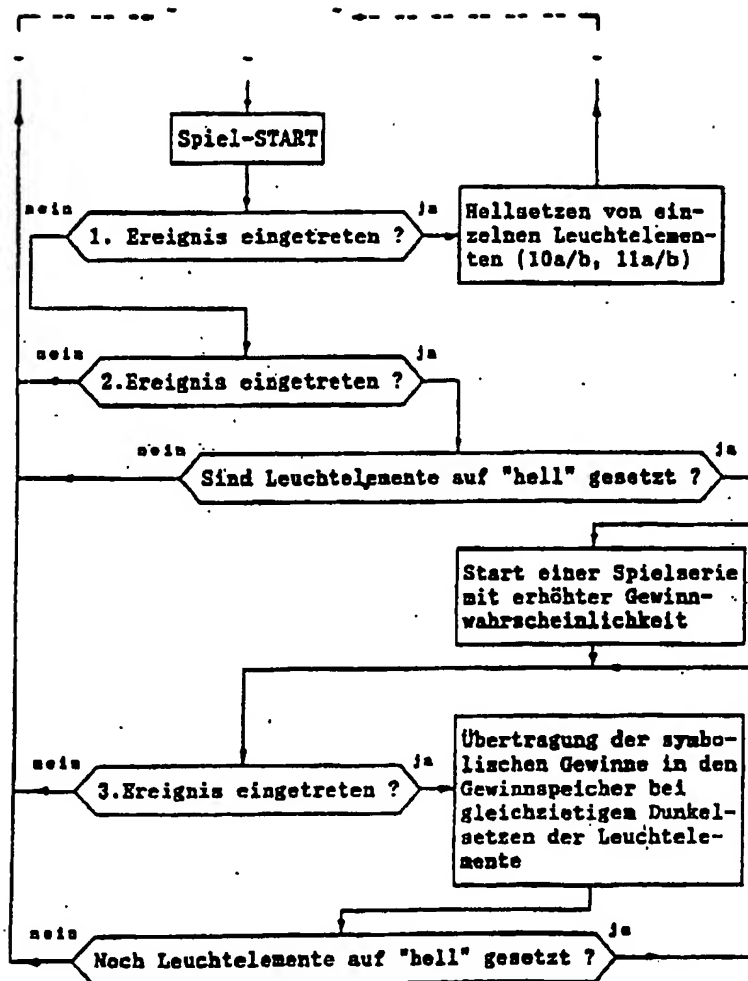 Spiel-START
nein
ja
1. Ereignis eingetreten ?
Hellsetzen von ein-
zelnen Leuchtelemen-
ten (10a/b, 11a/b)
nein
ja
2.Ereignis eingetreten ?
nein
ja
Sind Leuchtelemente auf "hell" gesetzt ?
Start einer Spielserie
mit erhöhter Gewinn-
wahrscheinlichkeit
nein
ja
3.Ereignis eingetreten ?
Übertragung der symbo-
lischen Gewinne in den
Gewinnspeicher bei
gleichzietigem Dunkel-
setzen der Leuchtele-
mente
nein
ja
Noch Leuchtelemente auf "hell" gesetzt ?